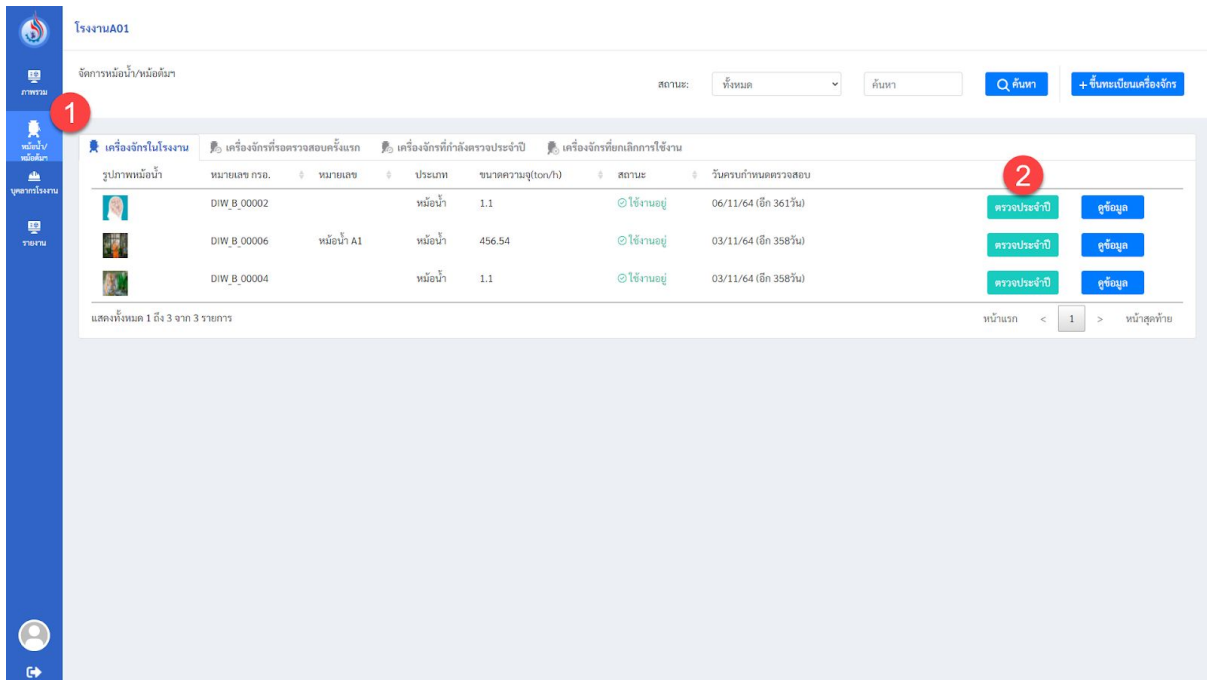 โรงงานA01
จัดการหม้อน้ำ/หม้อต้มฯ
สถานะ: ทั้งหมด ค้นหา ค้นหา + ขึ้นทะเบียนเครื่องจักร
ภาพรวม
1
หม้อน้ำ/
หม้อต้มฯ
บุคลากรโรงงาน
รายงาน
เครื่องจักรในโรงงาน เครื่องจักรที่รอตรวจสอบครั้งแรก เครื่องจักรที่กำลังตรวจประจำปี เครื่องจักรที่ยกเลิกการใช้งาน
รูปภาพหม้อน้ำ หมายเลข กรอ. หมายเลข ประเภท ขนาดความจุ(ton/h) สถานะ วันครบกำหนดตรวจสอบ
2
DIW_B_00002 หม้อน้ำ 1.1 ใช้งานอยู่ 06/11/64 (อีก 361วัน) ตรวจประจำปี ดูข้อมูล
DIW_B_00006 หม้อน้ำ A1 หม้อน้ำ 456.54 ใช้งานอยู่ 03/11/64 (อีก 358วัน) ตรวจประจำปี ดูข้อมูล
DIW_B_00004 หม้อน้ำ 1.1 ใช้งานอยู่ 03/11/64 (อีก 358วัน) ตรวจประจำปี ดูข้อมูล
แสดงทั้งหมด 1 ถึง 3 จาก 3 รายการ หน้าแรก < 1 > หน้าสุดท้าย